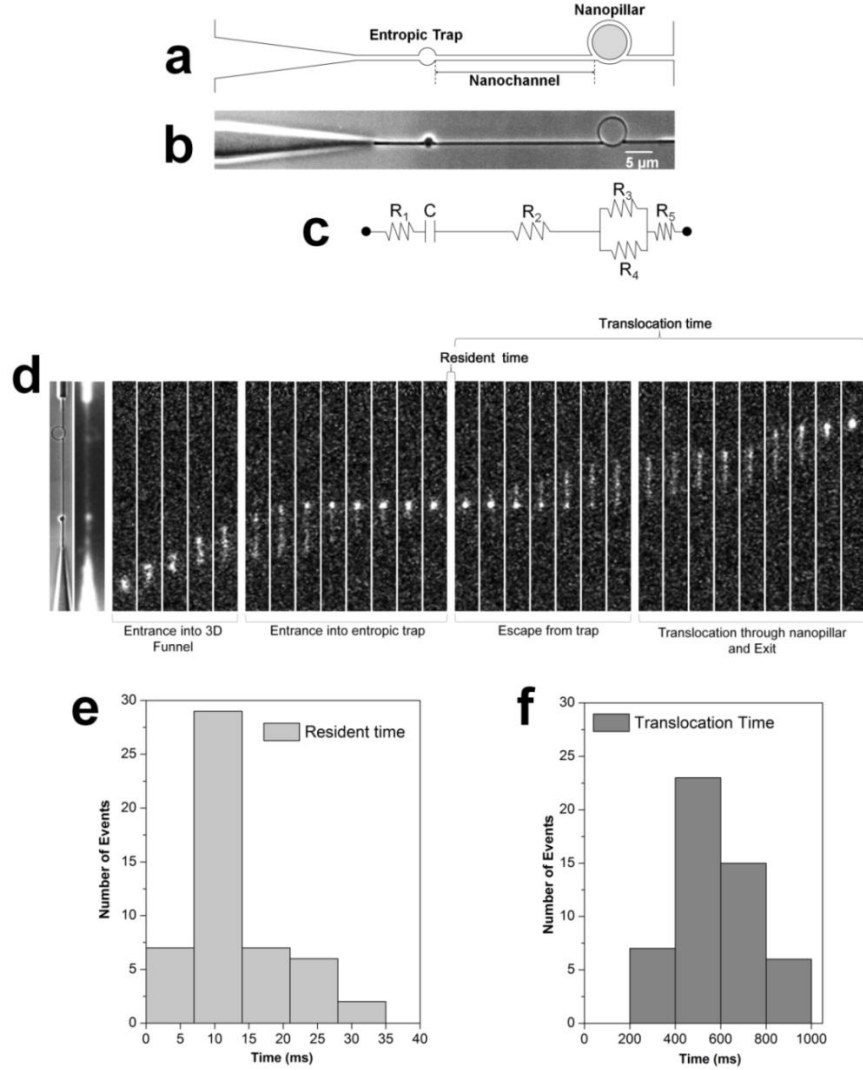 Nanopillar
Entropic Trap
a
Nanochannel
b
5 µm
R1 C R2 R3 R5
c
R4
Translocation time
Resident time
d
Entrance into 3D
Funnel
Entrance into entropic trap
Escape from trap
Translocation through nanopillar
and Exit
e
Resident time
Number of Events
30
25
20
15
10
5
0
0 5 10 15 20 25 30 35 40
Time (ms)
f
Translocation Time
Number of Events
30
25
20
15
10
5
0
200 400 600 800 1000
Time (ms)